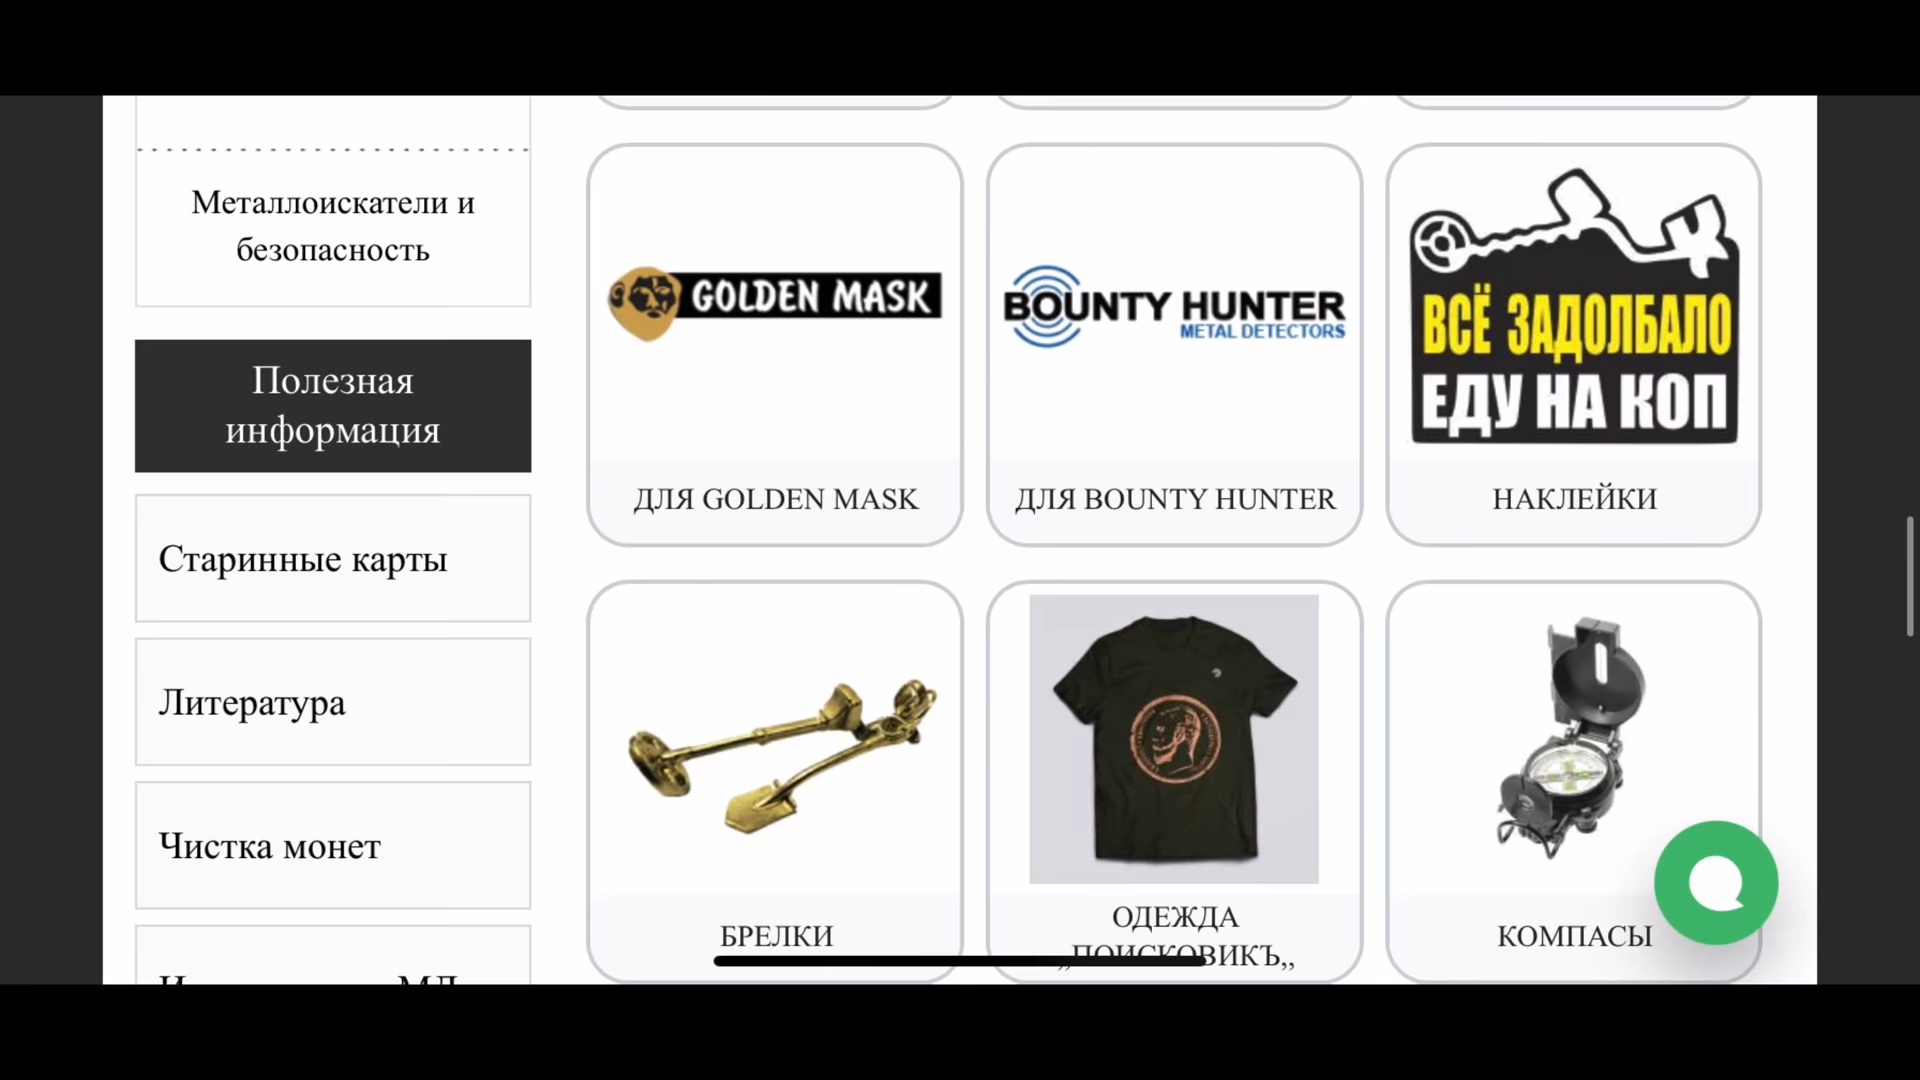 Металлоискатели и
безопасность
Полезная
информация
Старинные карты
Литература
Чистка монет
GOLDEN MASK
ДЛЯ GOLDEN MASK
BOUNTY HUNTER
METAL DETECTORS
ДЛЯ BOUNTY HUNTER
ВСЁ ЗАДОЛБАЛО
ЕДУ НА КОП
НАКЛЕЙКИ
БРЕЛКИ
ОДЕЖДА
,,ПОИСКОВИКЪ,,
КОМПАСЫ